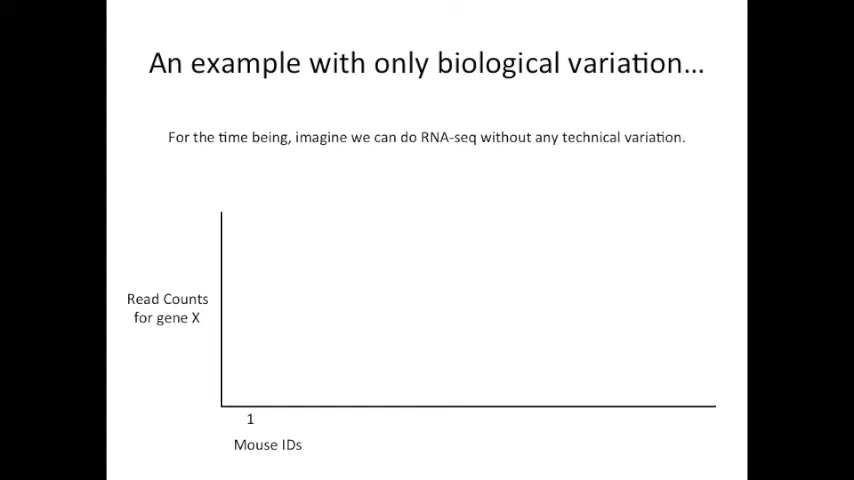 An example with only biological variation...
For the time being, imagine we can do RNA-seq without any technical variation.
Read Counts
for gene X
1
Mouse IDs